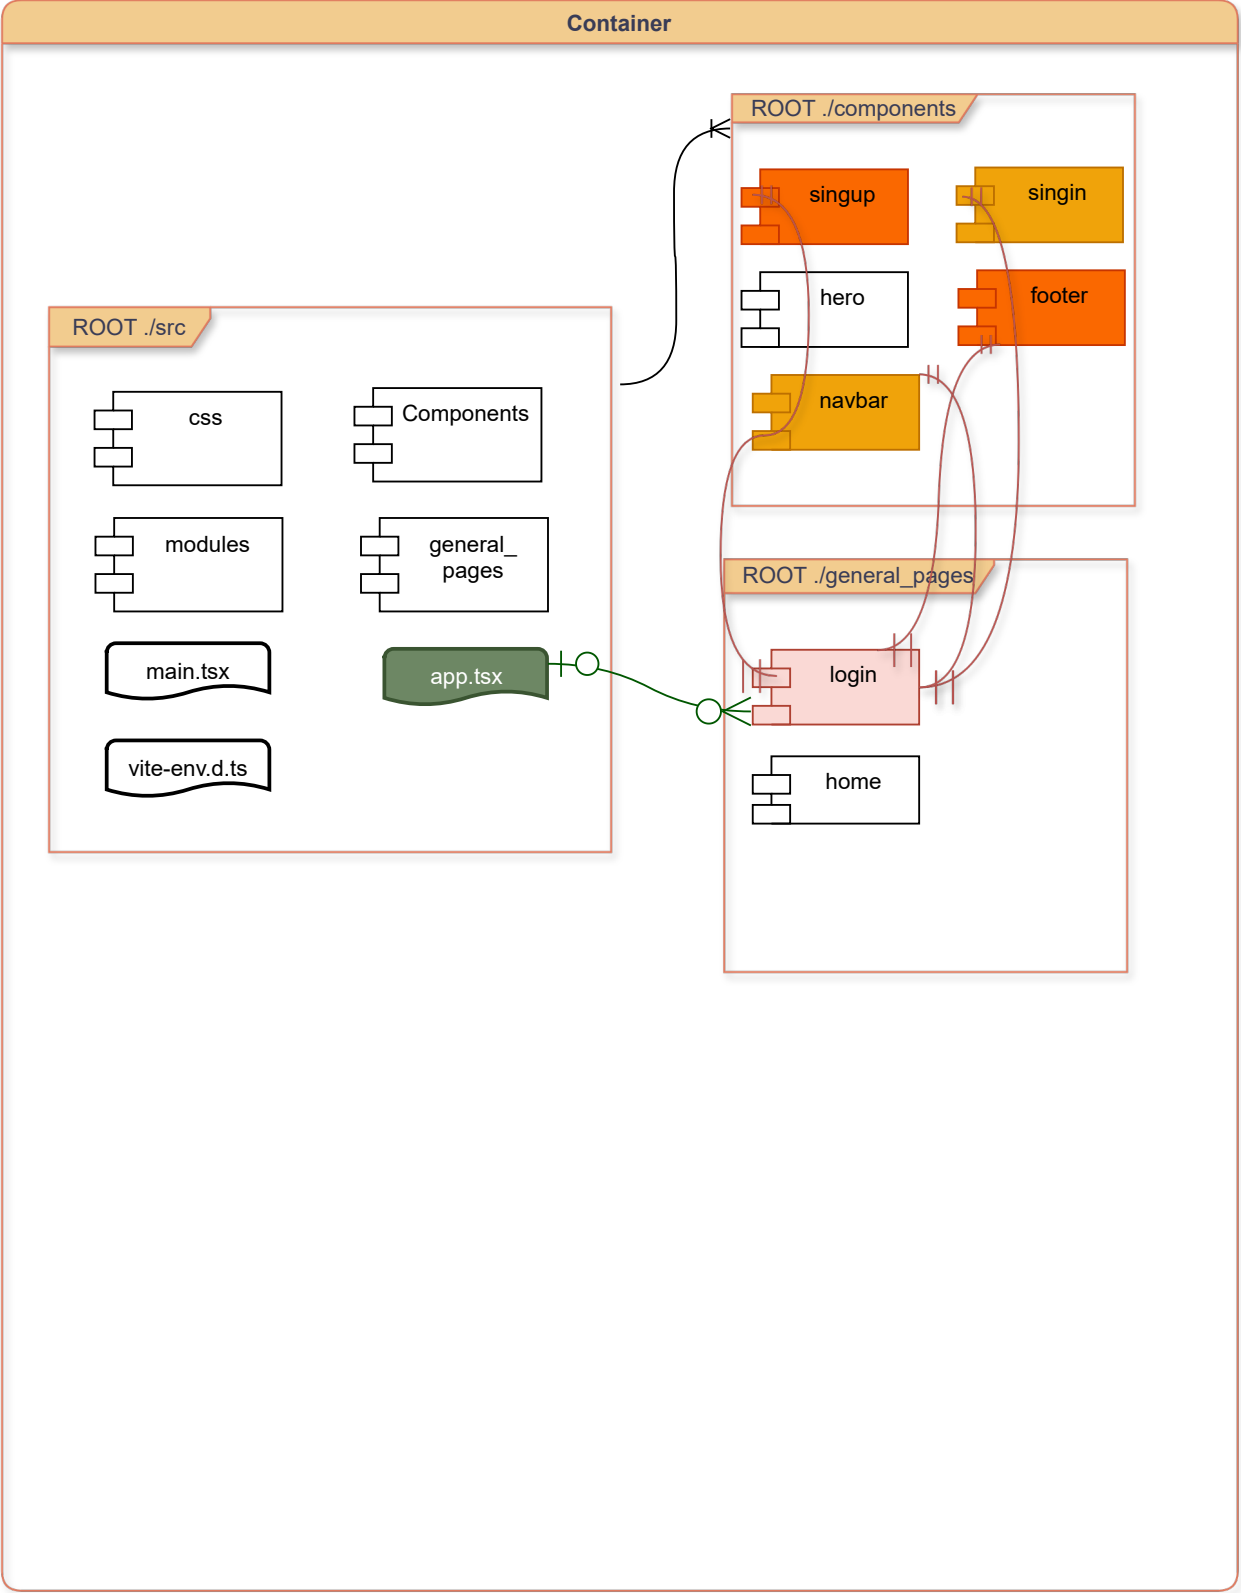 Container
ROOT ./components
singup
singin
hero
footer
navbar
ROOT ./src
css
Components
modules
general_
pages
main.tsx
app.tsx
vite-env.d.ts
ROOT ./general_pages
login
home